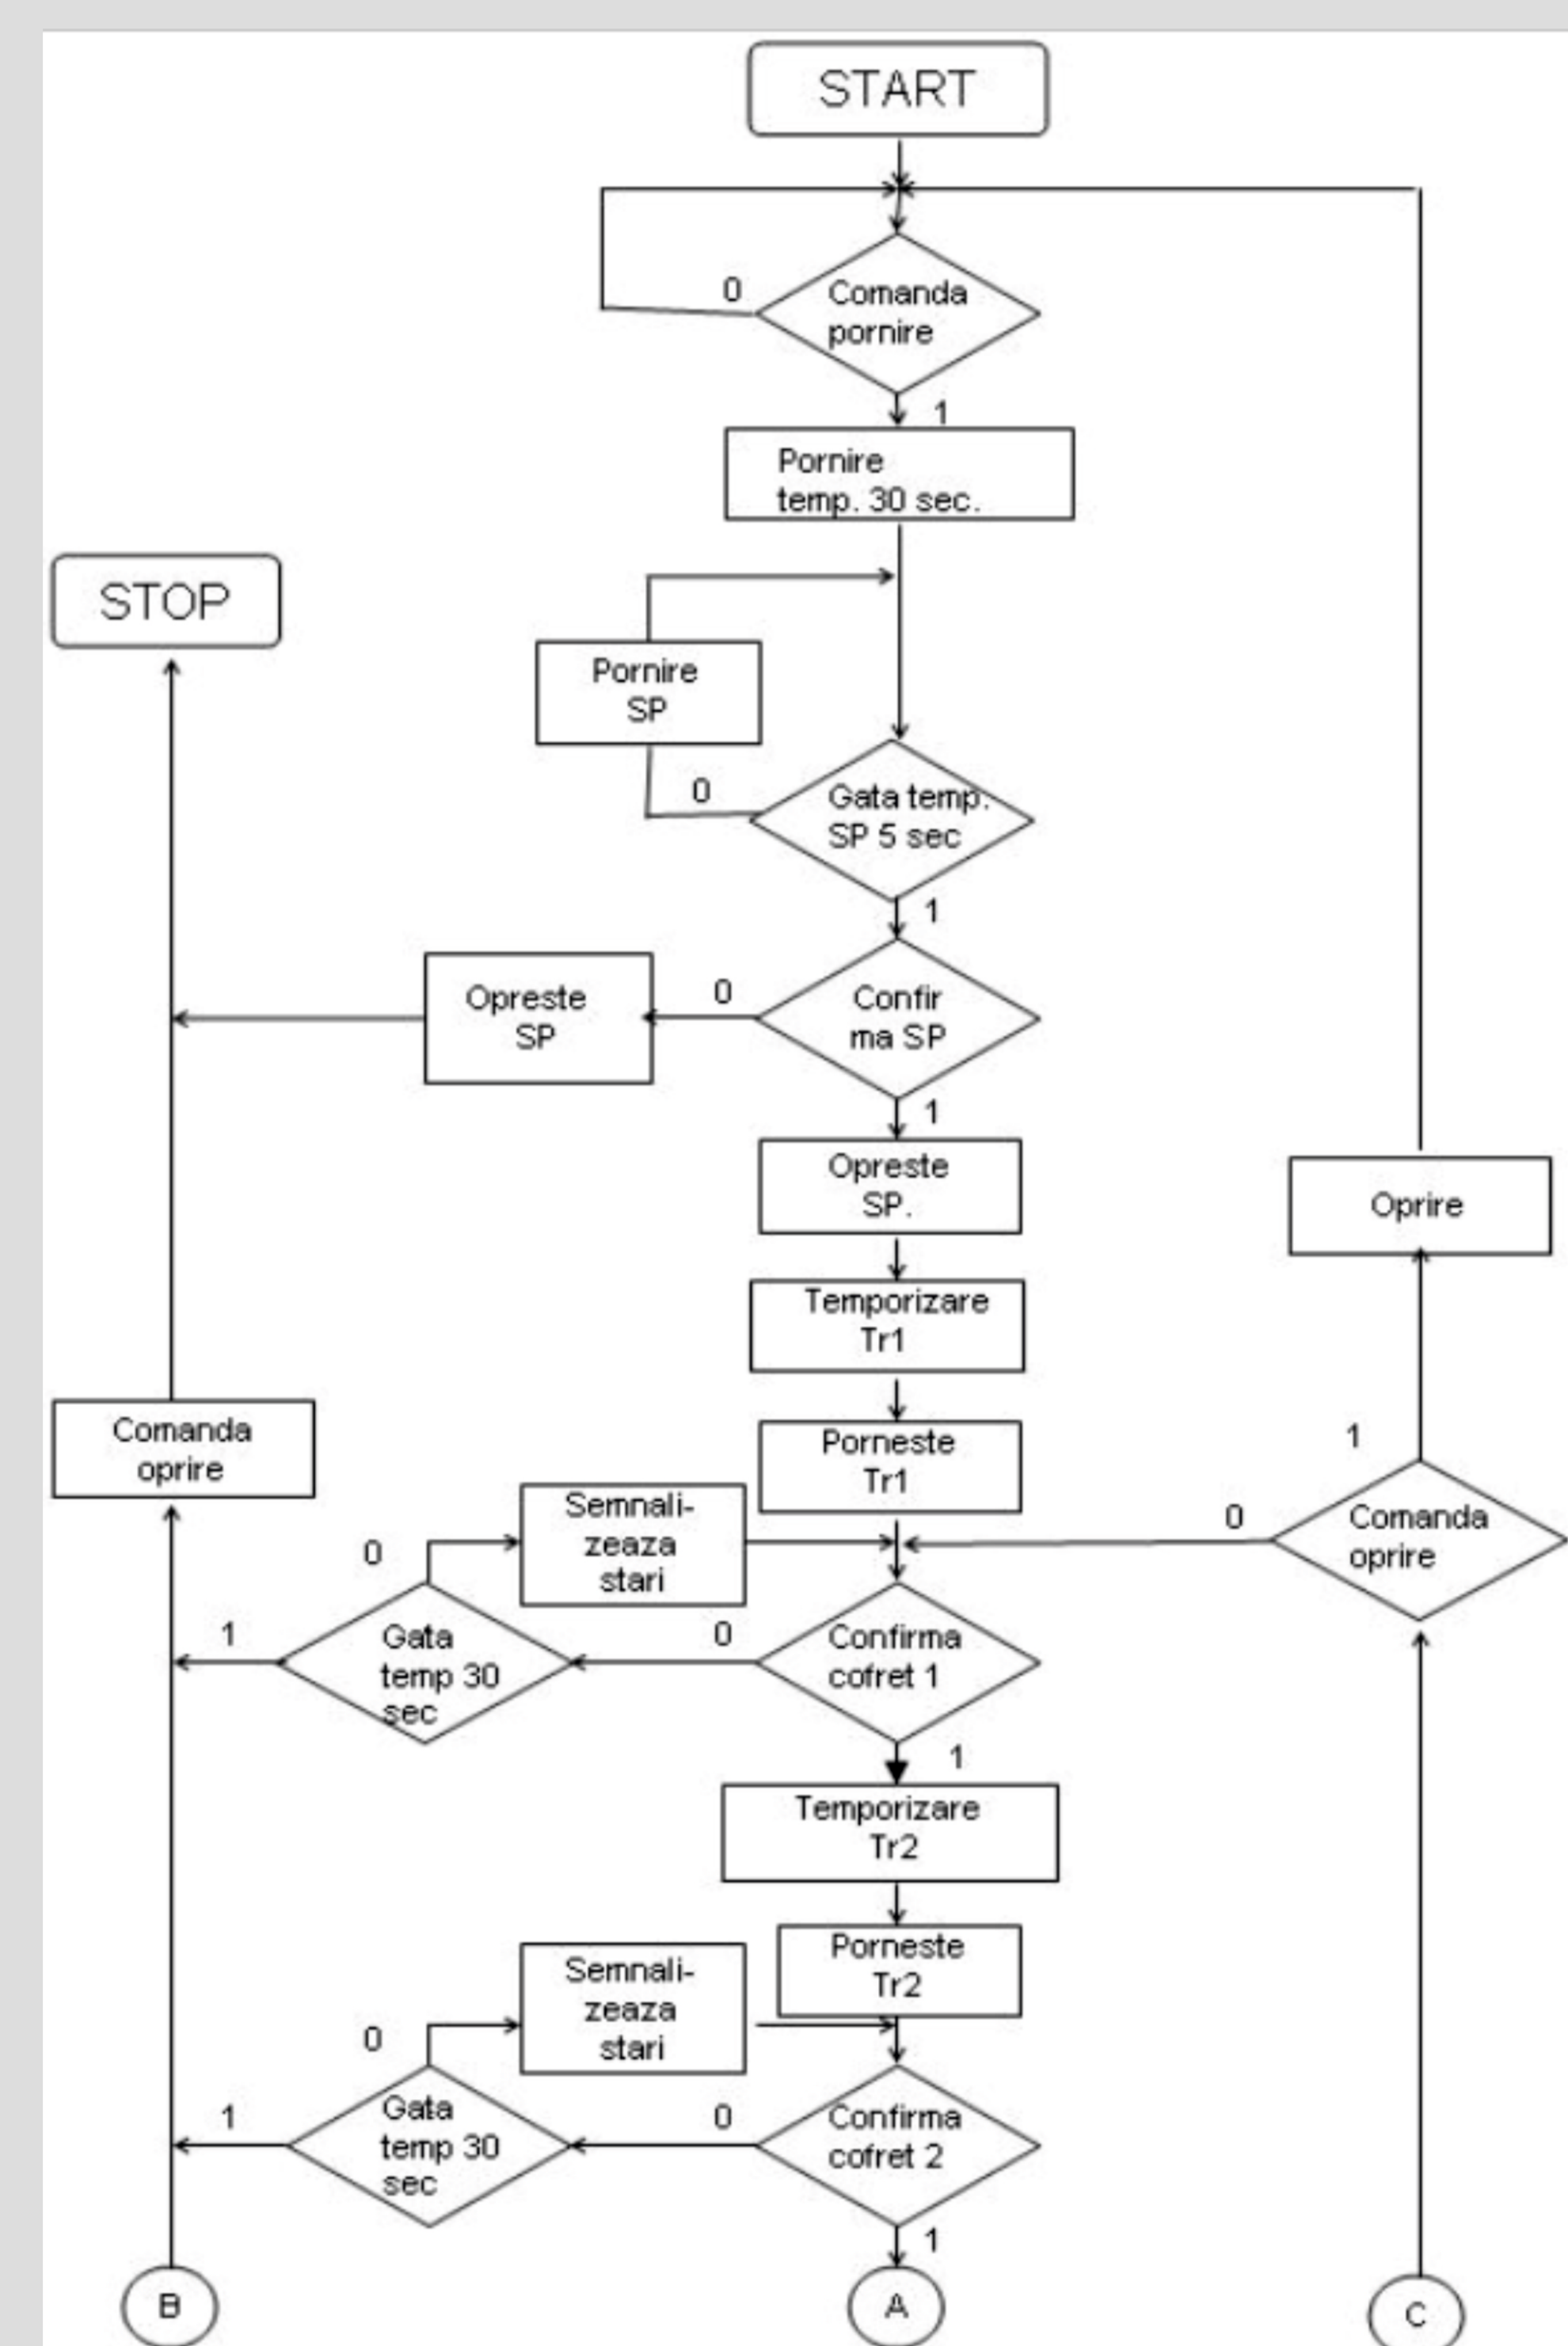 START
0
Comanda
pornire
1
Pornire
temp. 30 sec.
STOP
Pornire
SP
0
Gata temp.
SP 5 sec
1
Opreste
SP
0
Confir
ma SP
1
Opreste
SP.
Oprire
Temporizare
Tr1
Comanda
oprire
Porneste
Tr1
1
Semnali-
zeaza
stari
0
0
Comanda
oprire
1
Gata
temp 30
sec
0
Confirma
cofret 1
1
Temporizare
Tr2
Porneste
Tr2
Semnali-
zeaza
stari
0
1
Gata
temp 30
sec
0
Confirma
cofret 2
1
B
A
C